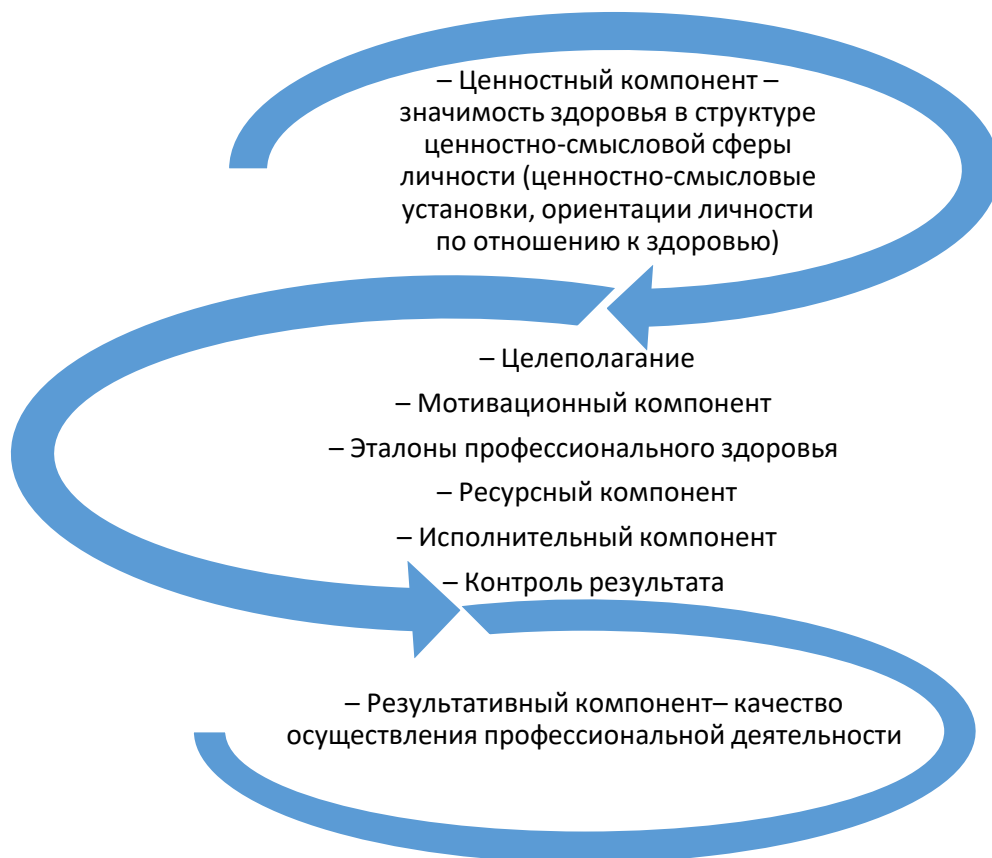 – Ценностный компонент –
значимость здоровья в структуре
ценностно-смысловой сферы
личности (ценностно-смысловые
установки, ориентации личности
по отношению к здоровью)
– Целеполагание
– Мотивационный компонент
– Эталоны профессионального здоровья
– Ресурсный компонент
– Исполнительный компонент
– Контроль результата
– Результативный компонент– качество
осуществления профессиональной деятельности